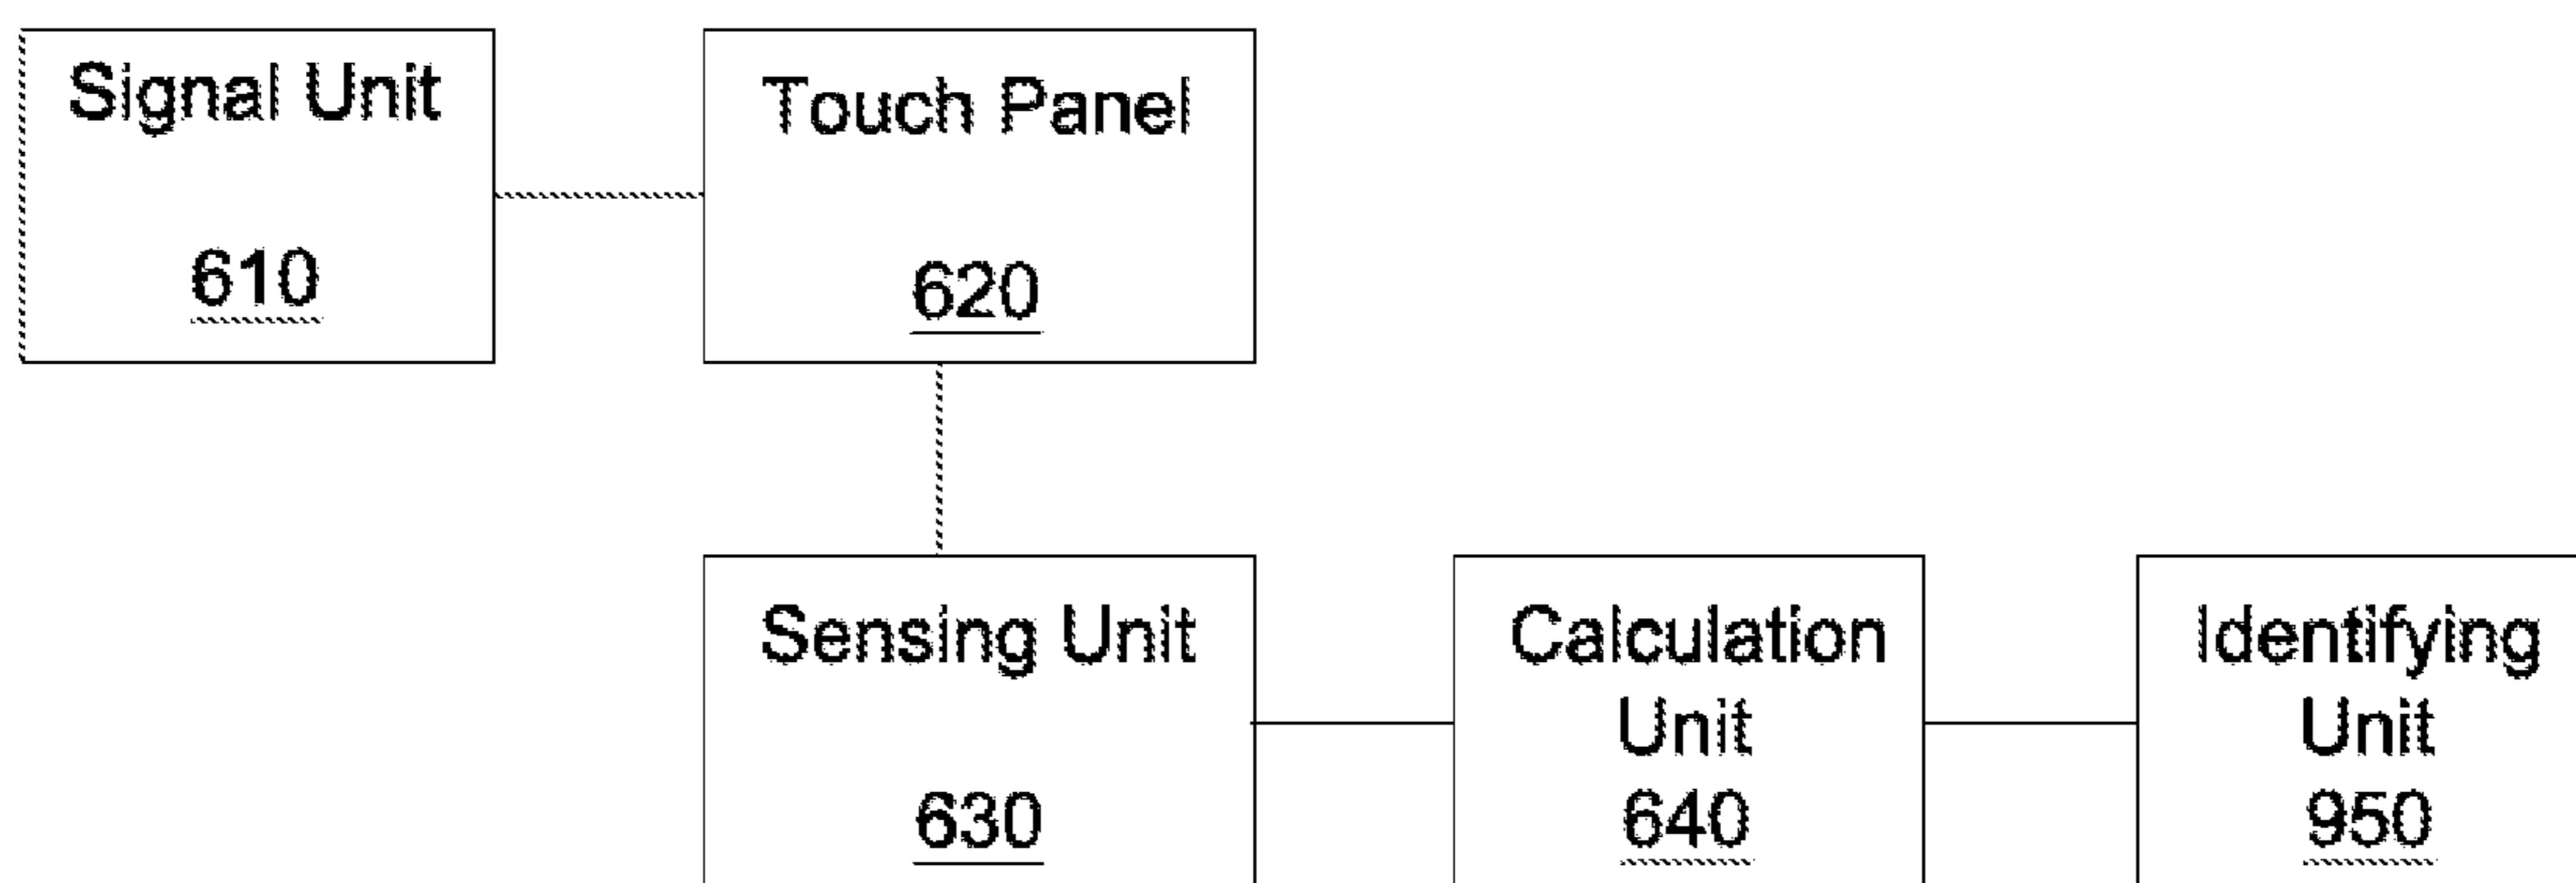 Signal Unit
610
Touch Panel
620
Sensing Unit
630
Calculation
Unit
640
Identifying
Unit
950